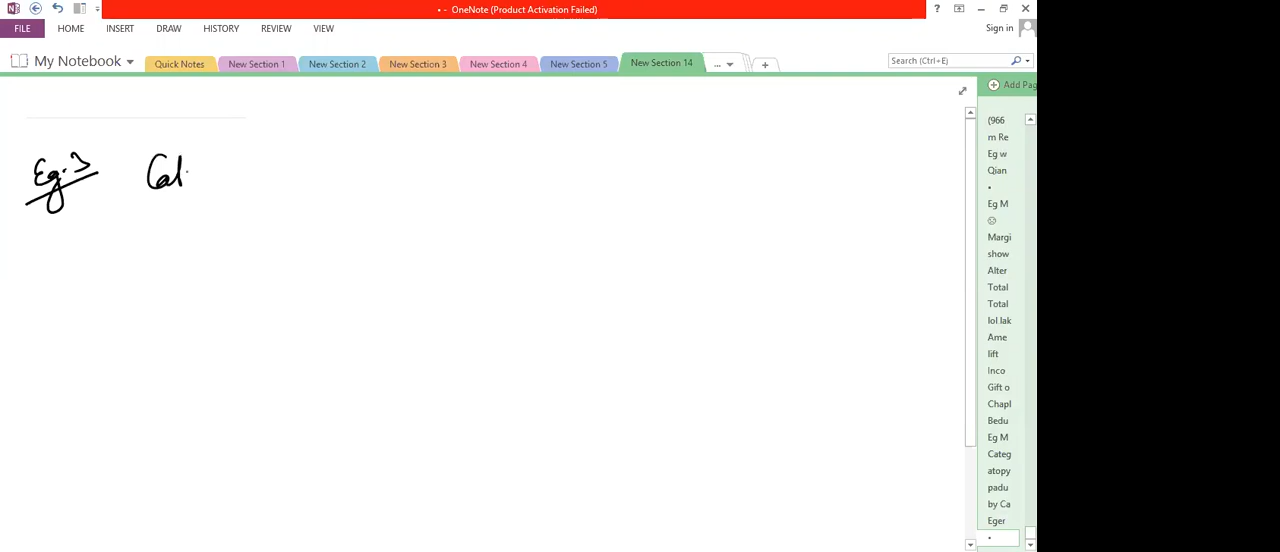 • - OneNote (Product Activation Failed)
?
FILE HOME INSERT DRAW HISTORY REVIEW VIEW
Sign in
My Notebook
Quick Notes New Section 1 New Section 2 New Section 3 New Section 4 New Section 5 New Section 14 ...
Search (Ctrl+E)
Add Pag
Eg:> Cal
(966
m Re
Eg w
Qian
•
Eg M
☹
Margi
show
Alter
Total
Total
lol lak
Ame
lift
Inco
Gift o
Chapl
Bedu
Eg M
Categ
atopy
padu
by Ca
Eger
•